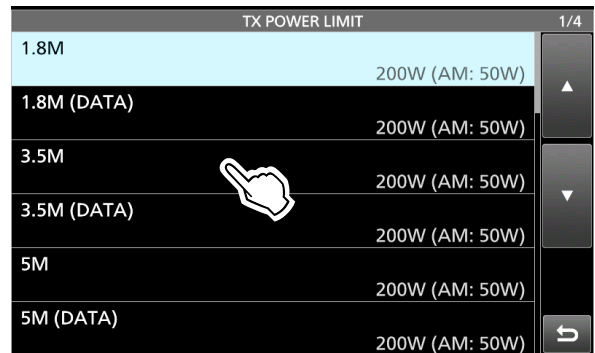 TX POWER LIMIT 1/4
1.8M
200W (AM: 50W)
1.8M (DATA)
200W (AM: 50W)
3.5M
200W (AM: 50W)
3.5M (DATA)
200W (AM: 50W)
5M
200W (AM: 50W)
5M (DATA)
200W (AM: 50W)